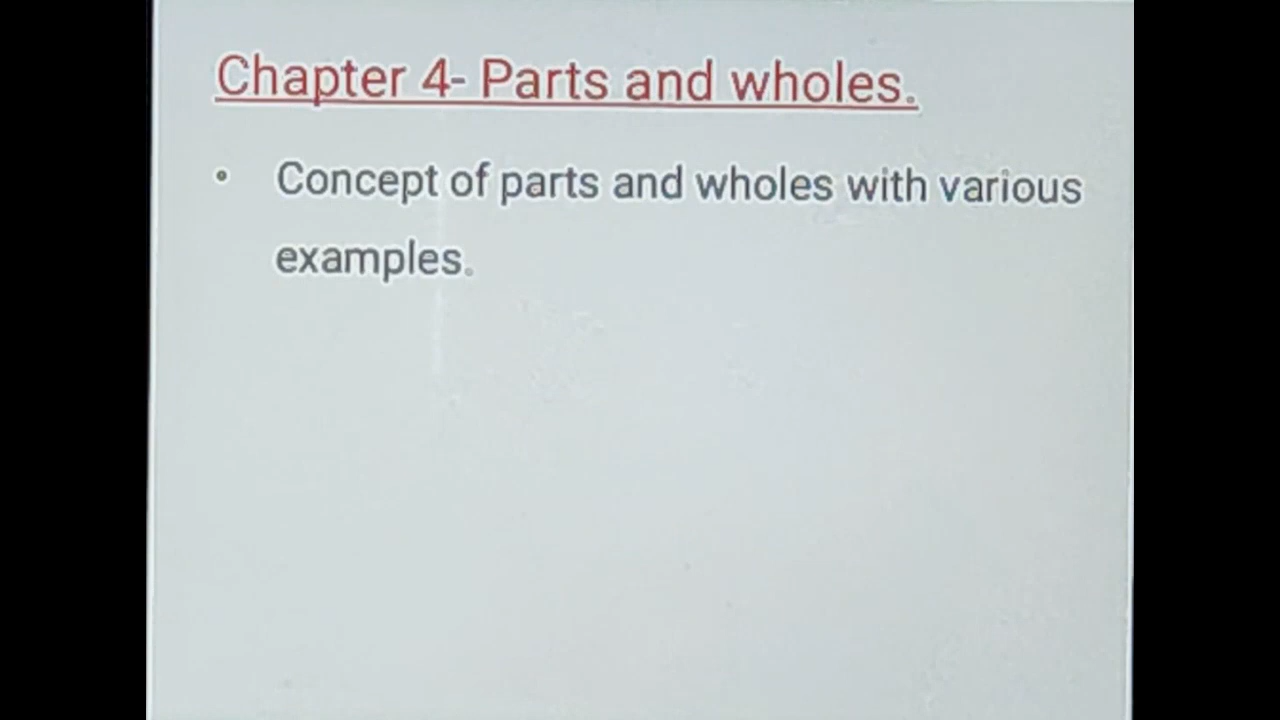 Chapter 4- Parts and wholes.
• Concept of parts and wholes with various
examples.